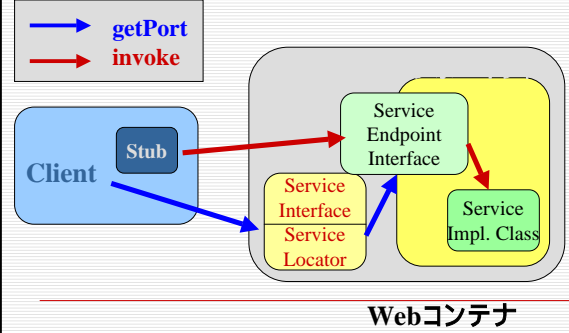 getPort
invoke
Service
Endpoint
Interface
Stub
Client
Service
Interface
Service
Locator
Service
Impl. Class
Webコンテナ